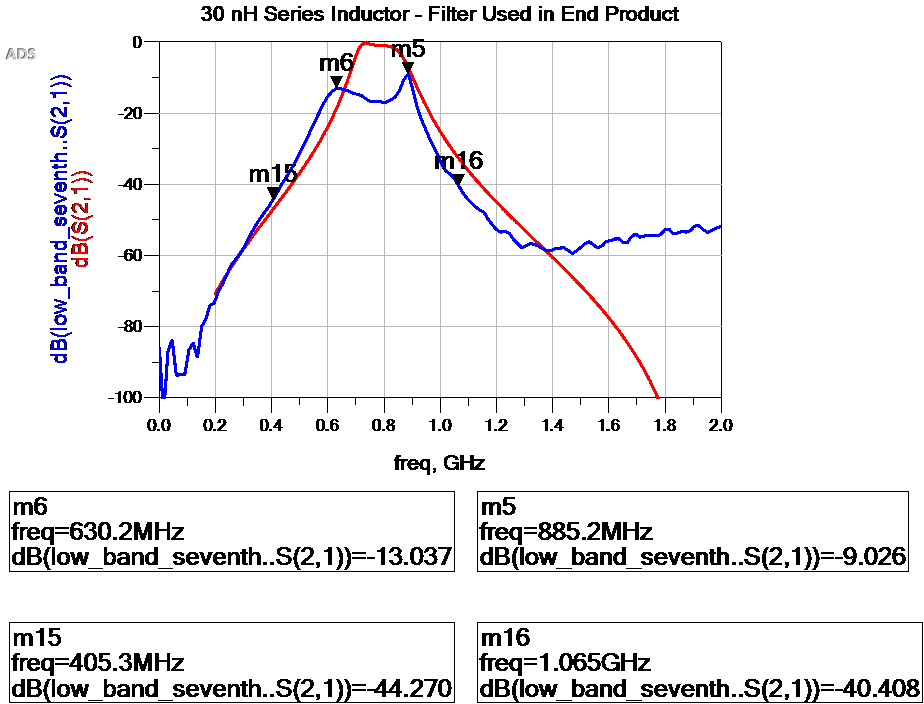 30 nH Series Inductor - Filter Used in End Product
ADS
dB(low_band_seventh..S(2,1))
dB(S(2,1))
0
-20
-40
-60
-80
-100
m6
m5
m15
m16
0.0 0.2 0.4 0.6 0.8 1.0 1.2 1.4 1.6 1.8 2.0
freq, GHz
m6
freq=630.2MHz
dB(low_band_seventh..S(2,1))=-13.037
m5
freq=885.2MHz
dB(low_band_seventh..S(2,1))=-9.026
m15
freq=405.3MHz
dB(low_band_seventh..S(2,1))=-44.270
m16
freq=1.065GHz
dB(low_band_seventh..S(2,1))=-40.408